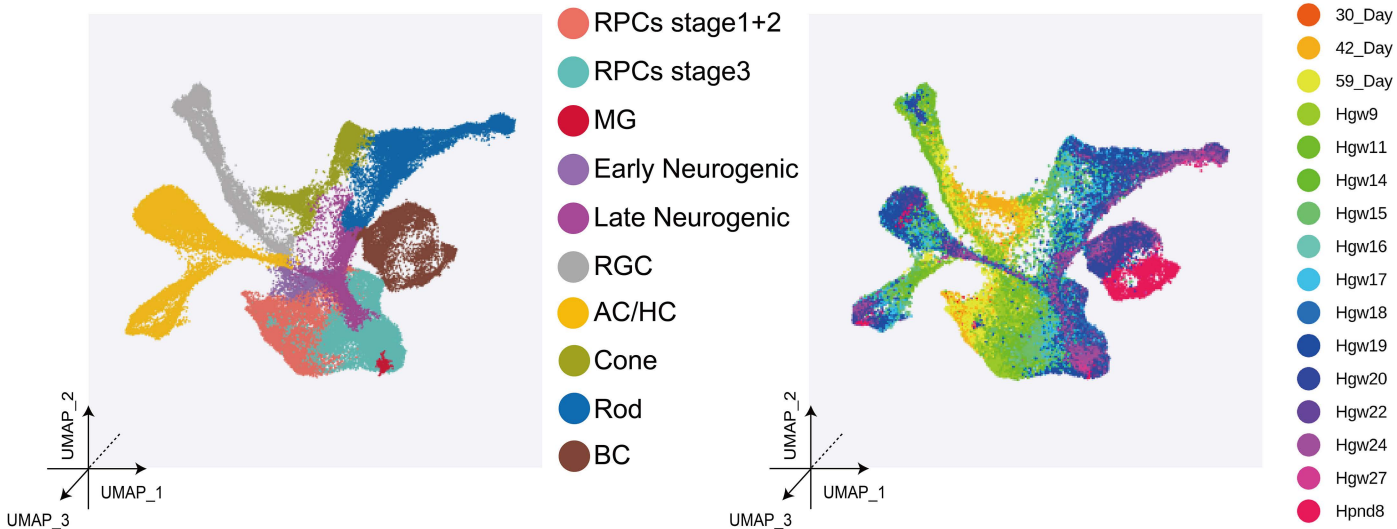 RPCs stage1+2
RPCs stage3
MG
Early Neurogenic
Late Neurogenic
RGC
AC/HC
Cone
Rod
BC
UMAP_2
UMAP_1
UMAP_3
30_Day
42_Day
59_Day
Hgw9
Hgw11
Hgw14
Hgw15
Hgw16
Hgw17
Hgw18
Hgw19
Hgw20
Hgw22
Hgw24
Hgw27
Hpnd8
UMAP_2
UMAP_1
UMAP_3